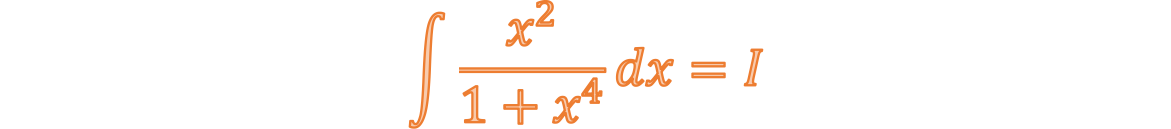 ∫ x²/(1 + x⁴) dx = I